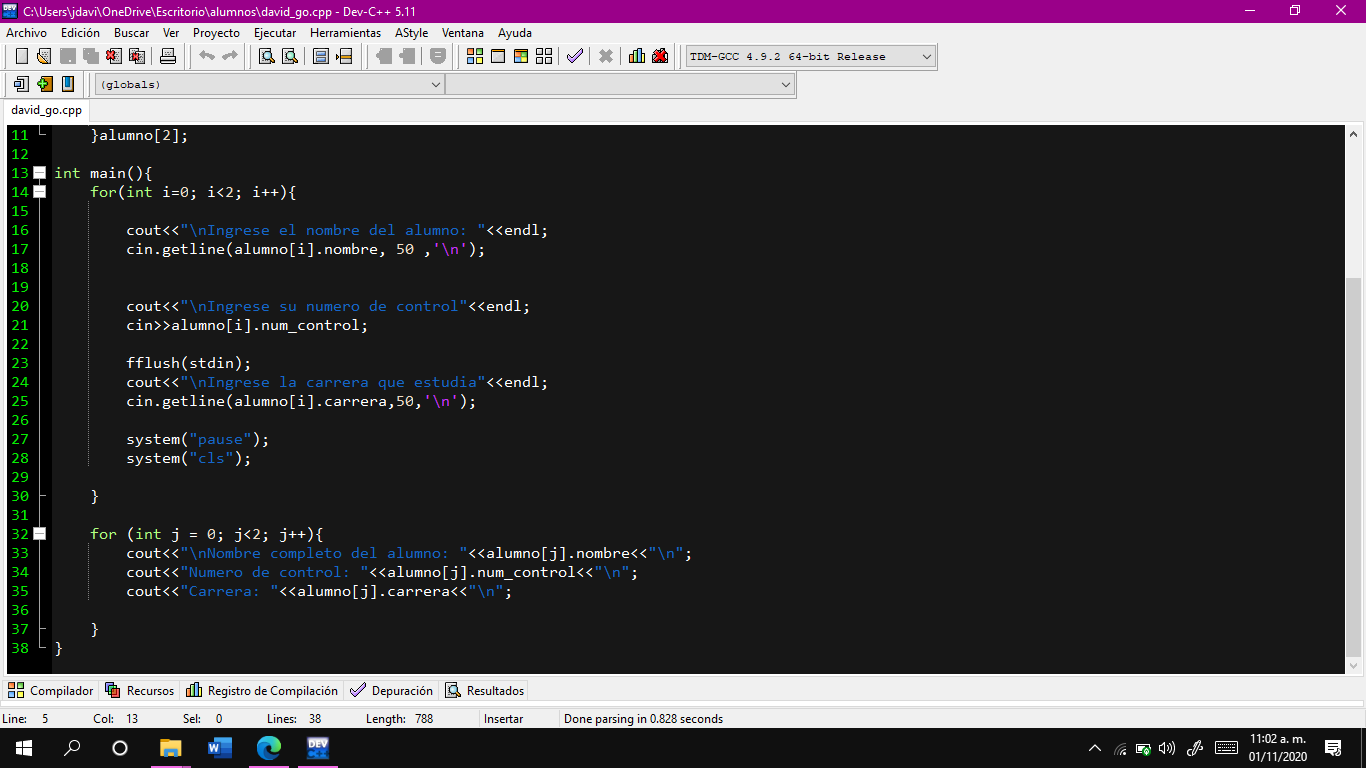 C:\Users\jdavi\OneDrive\Escritorio\alumnos\david_go.cpp - Dev-C++ 5.11
Archivo Edición Buscar Ver Proyecto Ejecutar Herramientas AStyle Ventana Ayuda
TDM-GCC 4.9.2 64-bit Release
(globals)
david_go.cpp
11 }alumno[2];
12
13 int main(){
14 for(int i=0; i<2; i++){
15
16 cout<<"\nIngrese el nombre del alumno: "<<endl;
17 cin.getline(alumno[i].nombre, 50 ,'\n');
18
19
20 cout<<"\nIngrese su numero de control"<<endl;
21 cin>>alumno[i].num_control;
22
23 fflush(stdin);
24 cout<<"\nIngrese la carrera que estudia"<<endl;
25 cin.getline(alumno[i].carrera,50,'\n');
26
27 system("pause");
28 system("cls");
29
30 }
31
32 for (int j = 0; j<2; j++){
33 cout<<"\nNombre completo del alumno: "<<alumno[j].nombre<<"\n";
34 cout<<"Numero de control: "<<alumno[j].num_control<<"\n";
35 cout<<"Carrera: "<<alumno[j].carrera<<"\n";
36
37 }
38 }
Compilador Recursos Registro de Compilación Depuración Resultados
Line: 5 Col: 13 Sel: 0 Lines: 38 Length: 788 Insertar Done parsing in 0.828 seconds
DEV
11:02 a. m.
01/11/2020